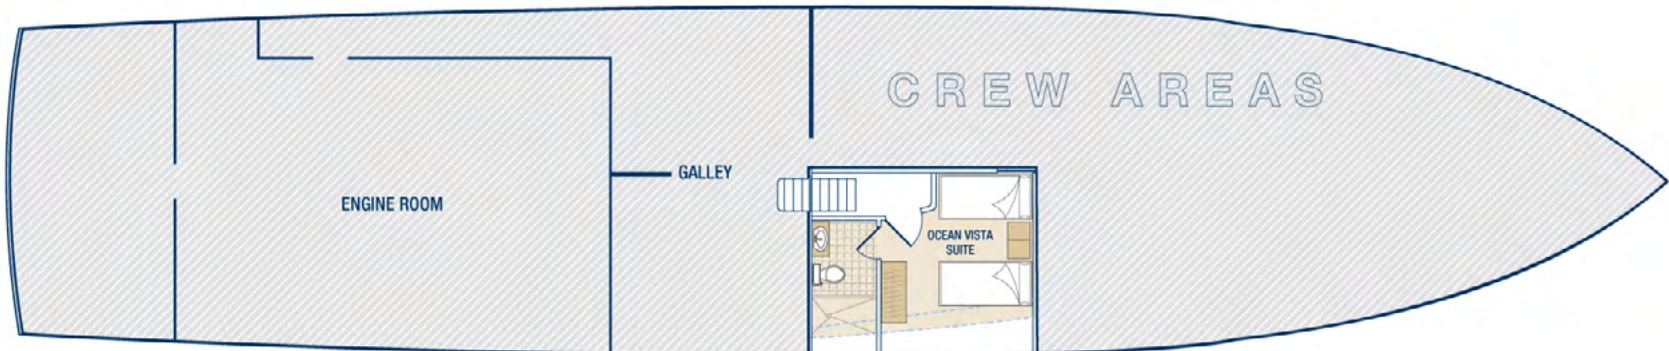 CREW AREAS
GALLEY
ENGINE ROOM
OCEAN VISTA
SUITE